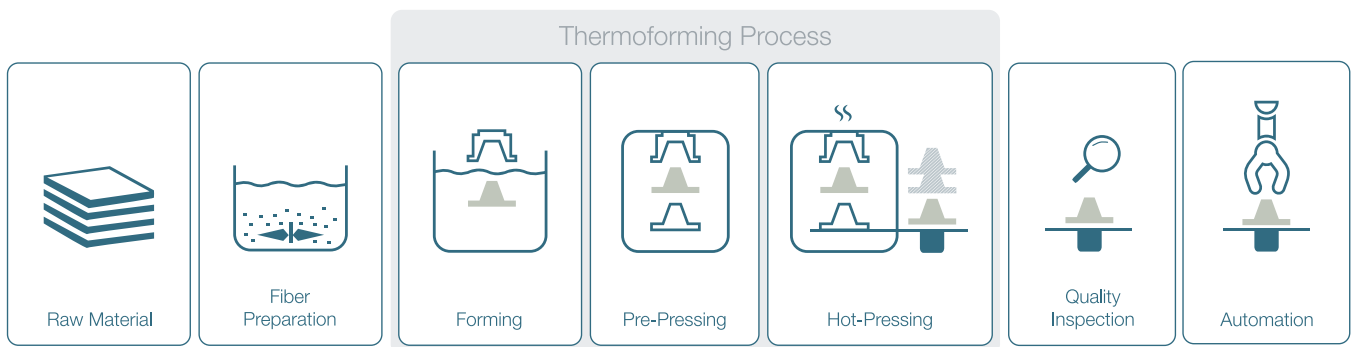 Thermoforming Process
Raw Material
Fiber
Preparation
Forming
Pre-Pressing
Hot-Pressing
Quality
Inspection
Automation